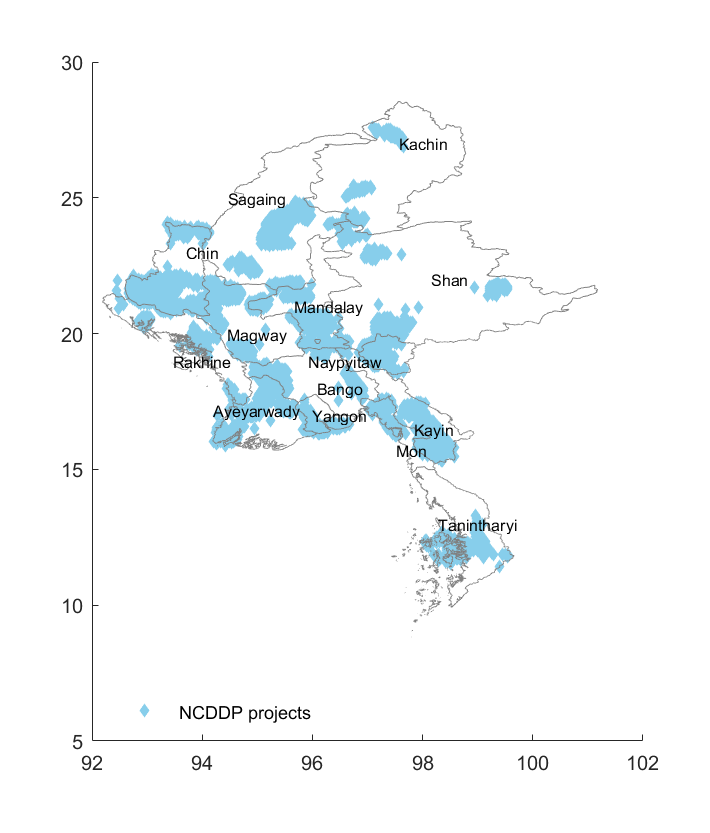 30
Kachin
25
Sagaing
Chin
Shan
Mandalay
20
Magway
Rakhine
Naypyitaw
Bango
Ayeyarwady
Yangon
Kayin
Mon
15
Tanintharyi
10
NCDDP projects
5
92 94 96 98 100 102